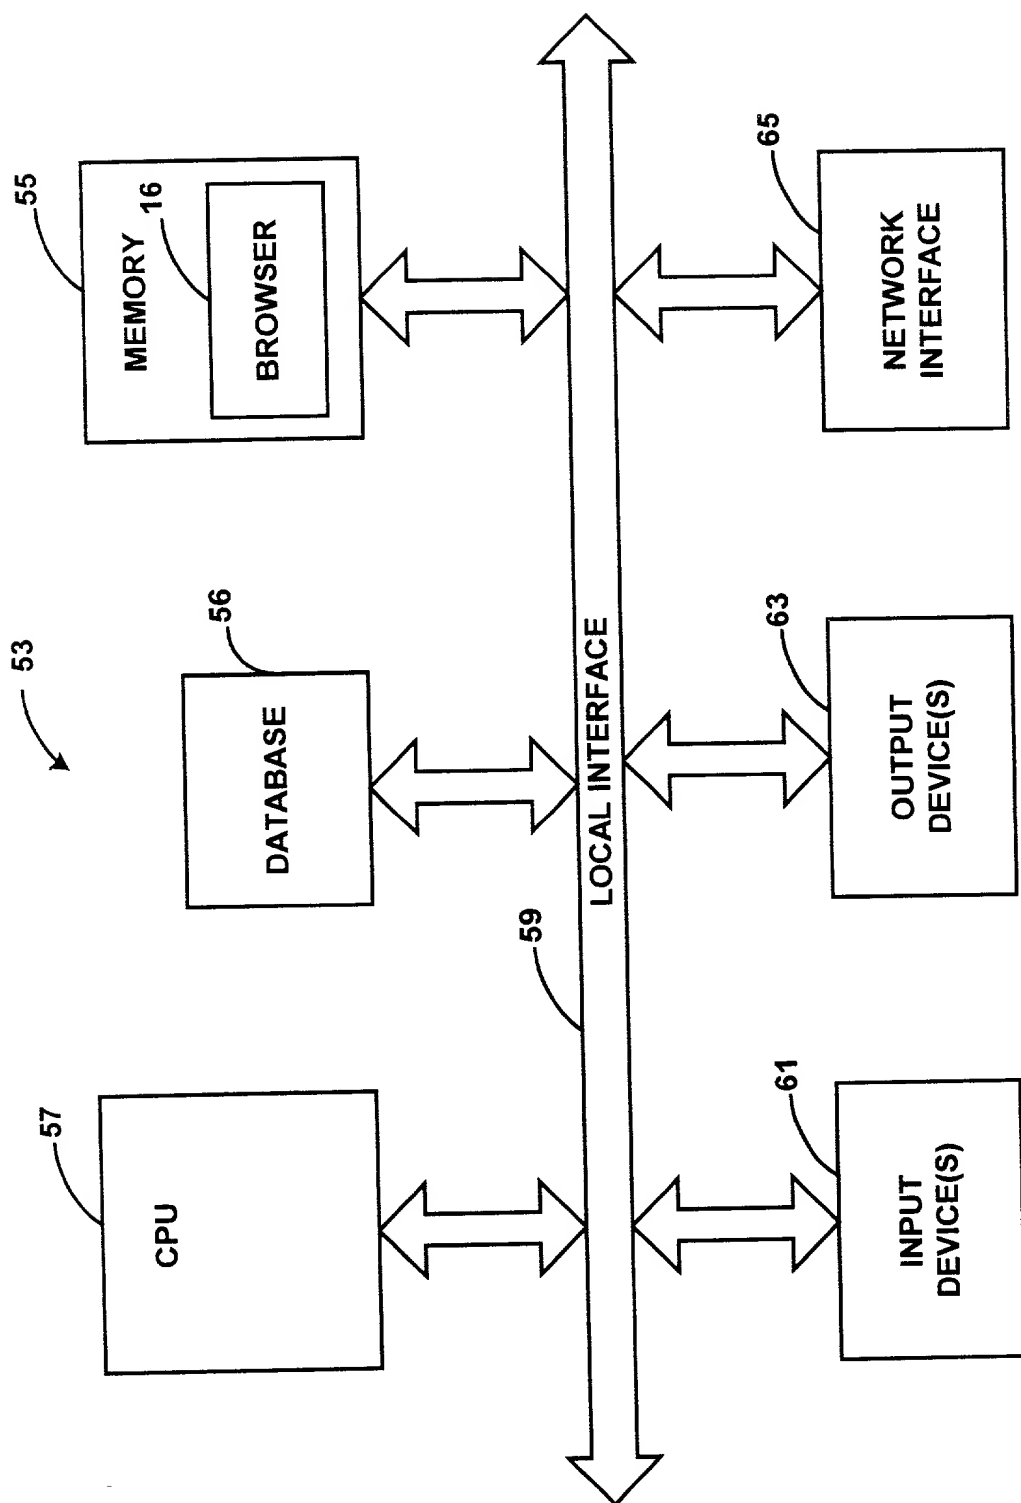 53
57
CPU
56
DATABASE
55
MEMORY
16
BROWSER
59
LOCAL INTERFACE
61
INPUT
DEVICE(S)
63
OUTPUT
DEVICE(S)
65
NETWORK
INTERFACE